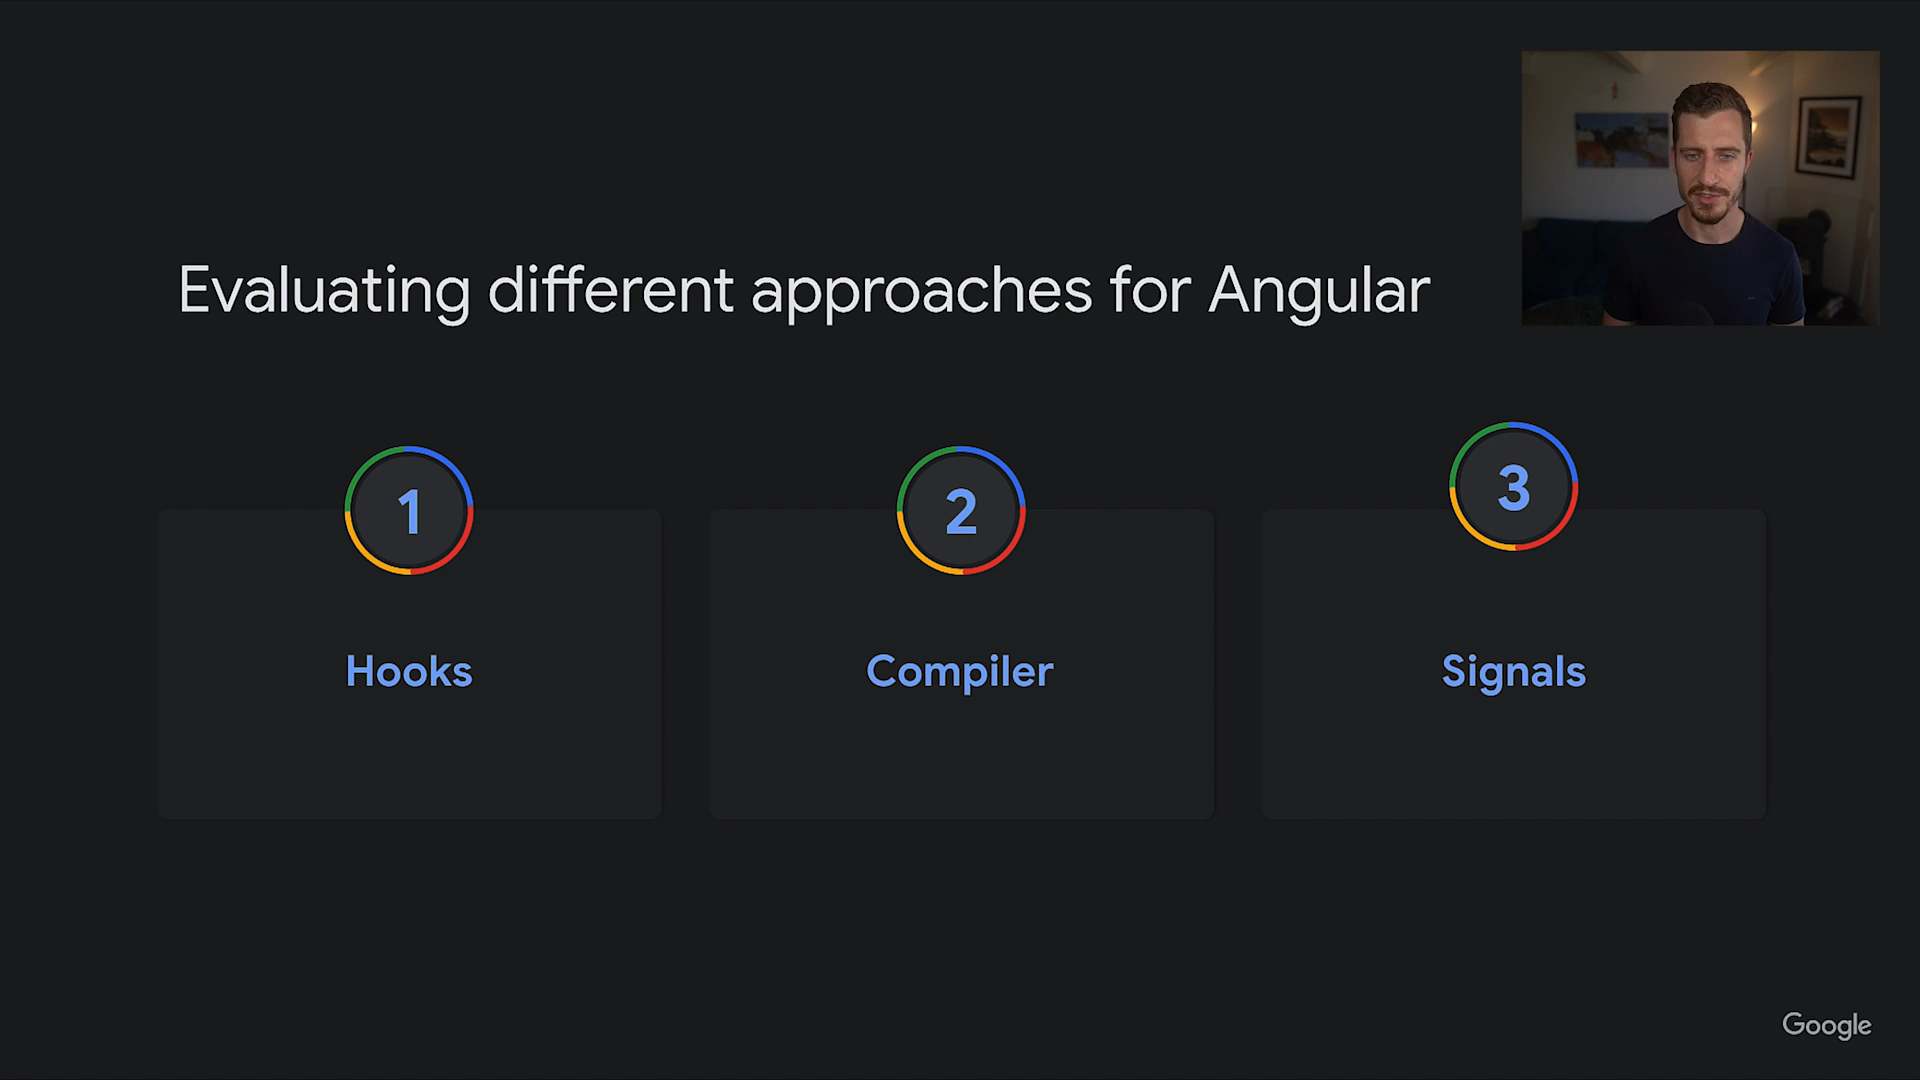 Evaluating different approaches for Angular
1
2
3
Hooks
Compiler
Signals
Google